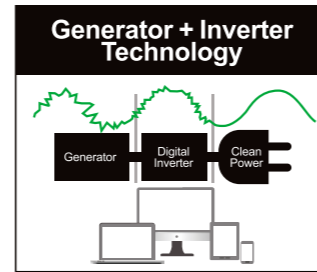 Generator + Inverter
Technology
Generator
Digital
Inverter
Clean
Power